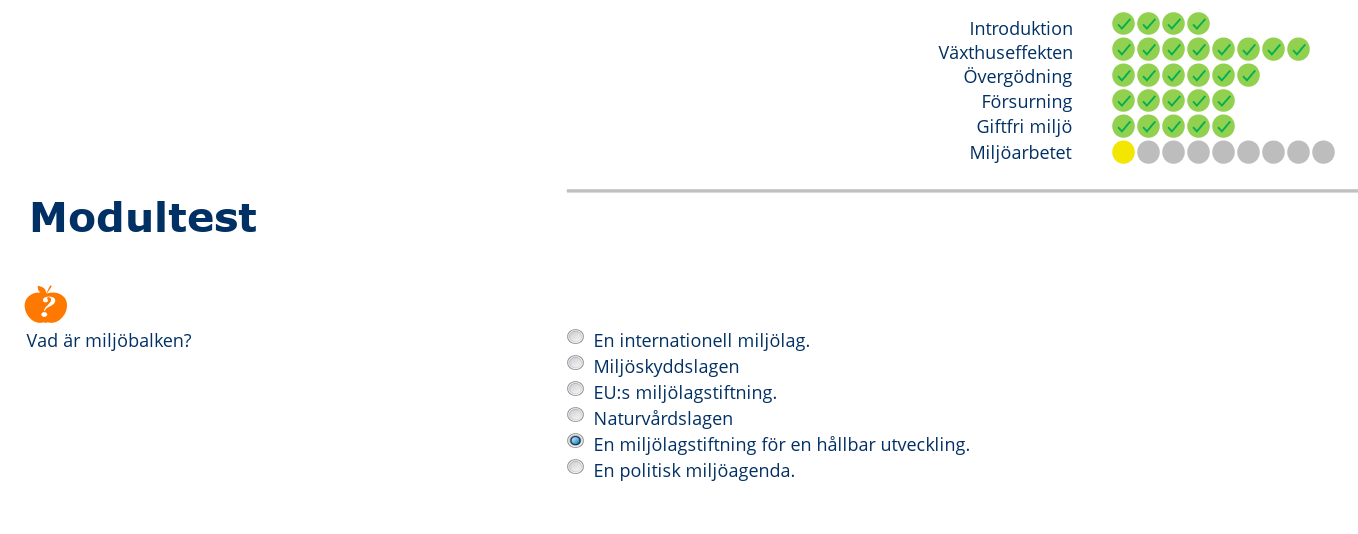 Introduktion
Växthuseffekten
Övergödning
Försurning
Giftfri miljö
Miljöarbetet
Modultest
?
Vad är miljöbalken?
En internationell miljölag.
Miljöskyddslagen
EU:s miljölagstiftning.
Naturvårdslagen
En miljölagstiftning för en hållbar utveckling.
En politisk miljöagenda.